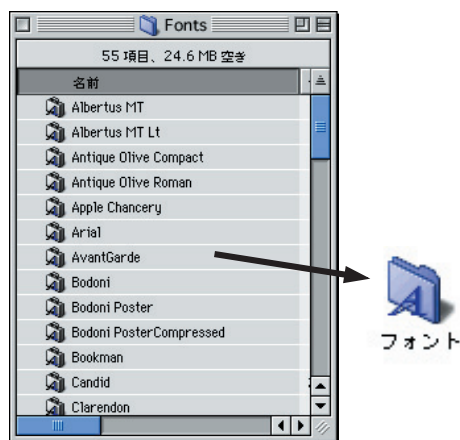 Fonts
55 項目、24.6 MB 空き
名前
Albertus MT
Albertus MT Lt
Antique Olive Compact
Antique Olive Roman
Apple Chancery
Arial
AvantGarde
Bodoni
Bodoni Poster
Bodoni PosterCompressed
Bookman
Candid
Clarendon
フォント